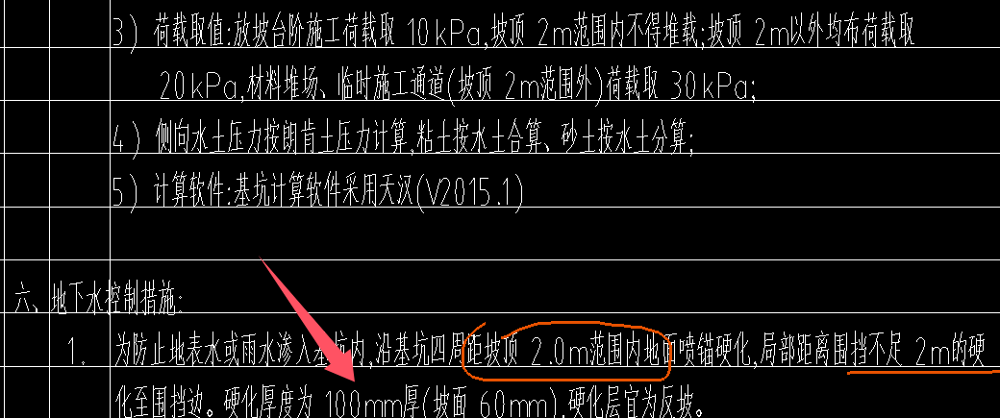 3) 荷载取值:放坡台阶施工荷载取 10kPa,坡顶 2m范围内不得堆载;坡顶 2m以外均布荷载取
20kPa,材料堆场、临时施工通道(坡顶 2m范围外)荷载取 30kPa;
4) 侧向水土压力按朗肯土压力计算,粘土按水土合算、砂土按水土分算;
5) 计算软件:基坑计算软件采用天汉(V2015.1)
六、地下水控制措施:
1. 为防止地表水或雨水渗入基坑内,沿基坑四周距坡顶 2.0m范围内地面喷锚硬化,局部距离围挡不足 2m的硬
化至围挡边。硬化厚度为 100mm厚(坡面 60mm),硬化层宜为反坡。